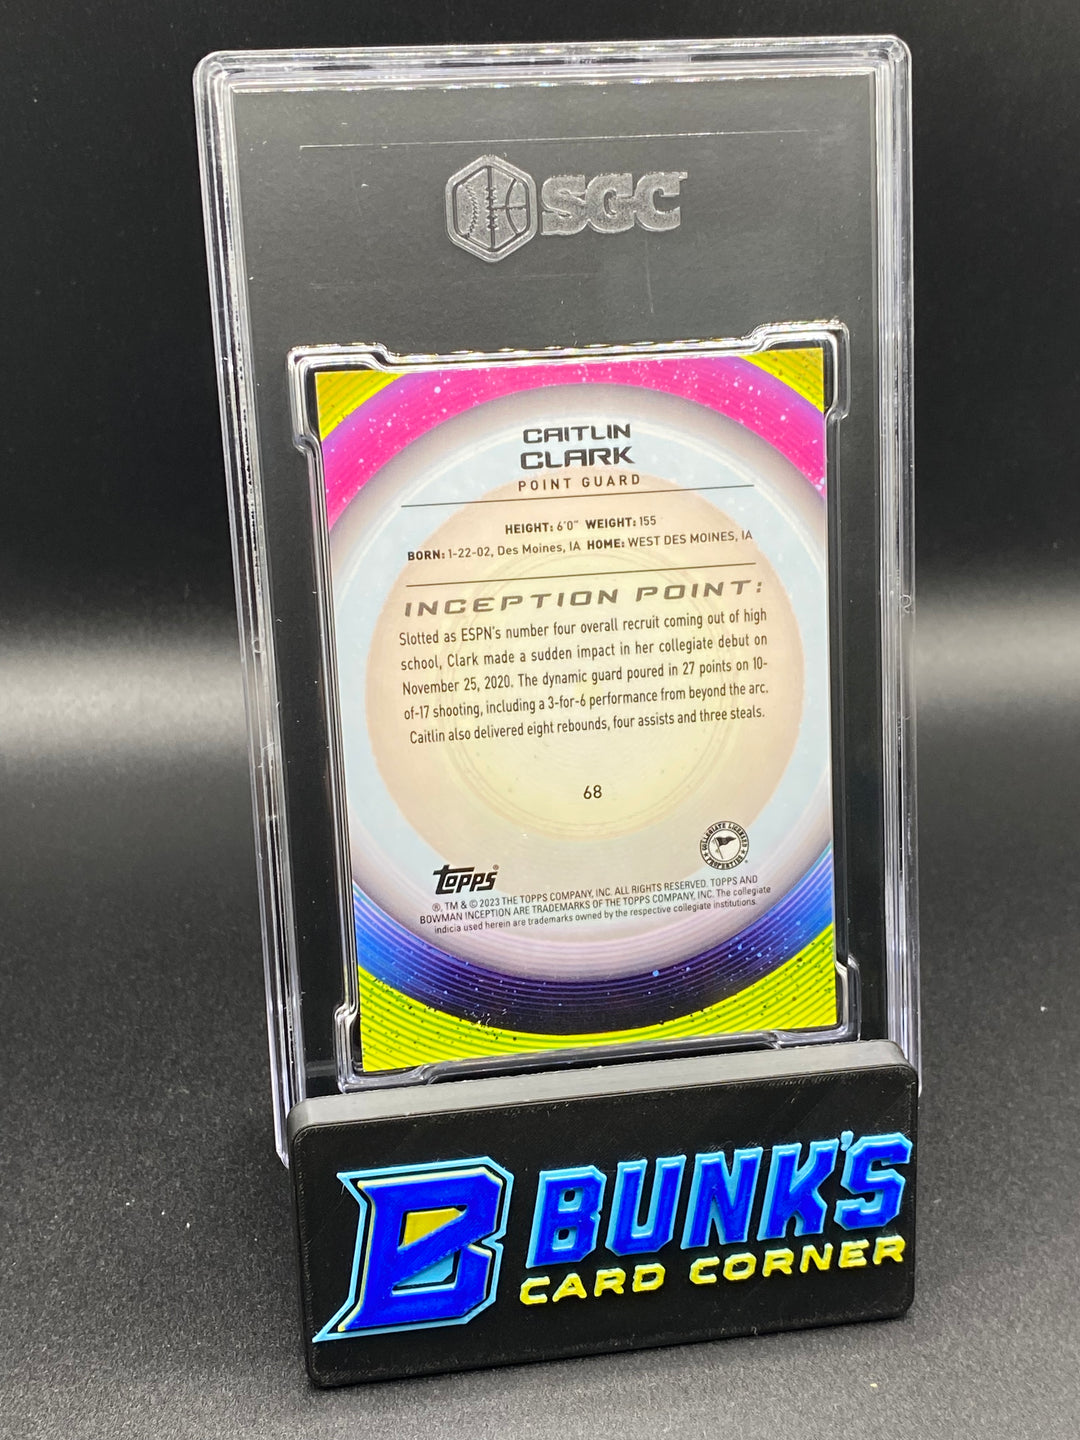 SGC
CAITLIN
CLARK
POINT GUARD
HEIGHT: 6'0" WEIGHT: 155
BORN: 1-22-02, Des Moines, IA HOME: WEST DES MOINES, IA
INCEPTION POINT:
Slotted as ESPN's number four overall recruit coming out of high
school, Clark made a sudden impact in her collegiate debut on
November 25, 2020. The dynamic guard poured in 27 points on 10-
of-17 shooting, including a 3-for-6 performance from beyond the arc.
Caitlin also delivered eight rebounds, four assists and three steals.
68
COLLEGIATE LICENSED
PROPERTIES
Topps®
®, TM & © 2023 THE TOPPS COMPANY, INC. ALL RIGHTS RESERVED. TOPPS AND
BOWMAN INCEPTION ARE TRADEMARKS OF THE TOPPS COMPANY, INC. The collegiate
indicia used herein are trademarks owned by the respective collegiate institutions.
B BUNK'S
CARD CORNER